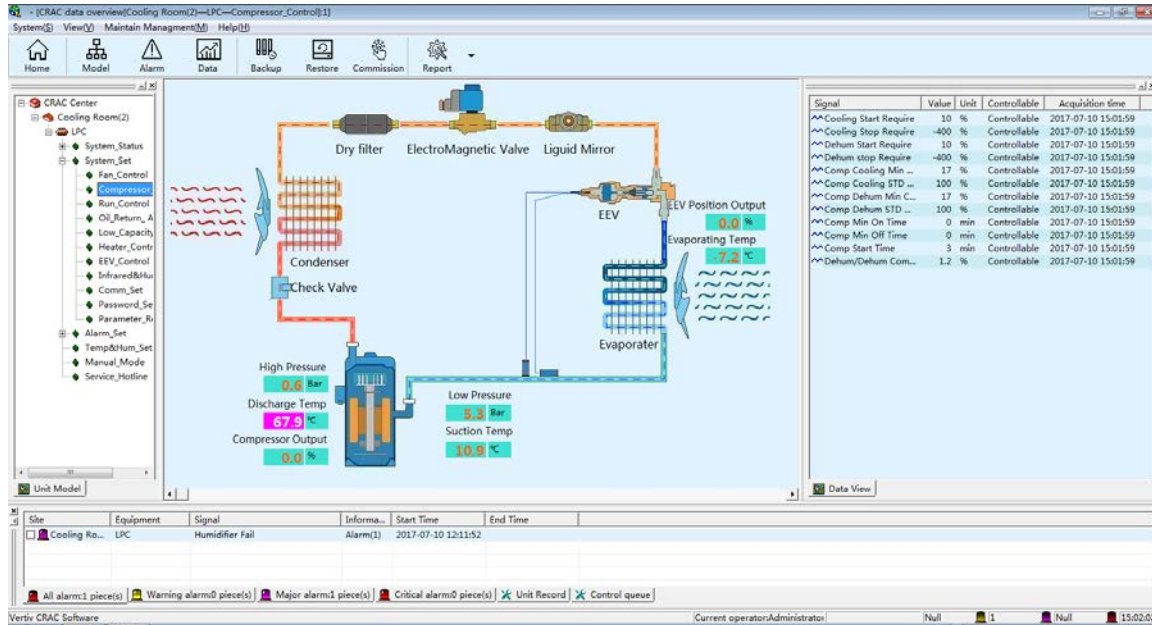 - [CRAC data overview[Cooling Room(2)—LPC—Compressor_Control]:1]
System(S) View(V) Maintain Managment(M) Help(H)
Home Model Alarm Data Backup Restore Commission Report
CRAC Center
Cooling Room(2)
LPC
System_Status
System_Set
Fan_Control
Compressor_
Run_Control
Oil_Return_ A
Low_Capacity
Heater_Contr
EEV_Control
Infrared&Hu
Comm_Set
Password_Se
Parameter_R
Alarm_Set
Temp&Hum_Set
Manual_Mode
Service_Hotline
Unit Model
Dry filter ElectroMagnetic Valve Liguid Mirror
EEV
EEV Position Output
0.0 %
Evaporating Temp
-7.2 ℃
Condenser
Check Valve
Evaporater
High Pressure
0.6 Bar
Discharge Temp
67.9 ℃
Compressor Output
0.0 %
Low Pressure
5.3 Bar
Suction Temp
10.9 ℃
Signal Value Unit Controllable Acquisition time
Cooling Start Require 10 % Controllable 2017-07-10 15:01:59
Cooling Stop Require -400 % Controllable 2017-07-10 15:01:59
Dehum Start Require 10 % Controllable 2017-07-10 15:01:59
Dehum stop Require -400 % Controllable 2017-07-10 15:01:59
Comp Cooling Min ... 17 % Controllable 2017-07-10 15:01:59
Comp Cooling STD ... 100 % Controllable 2017-07-10 15:01:59
Comp Dehum Min C... 17 % Controllable 2017-07-10 15:01:59
Comp Dehum STD ... 100 % Controllable 2017-07-10 15:01:59
Comp Min On Time 0 min Controllable 2017-07-10 15:01:59
Comp Min Off Time 0 min Controllable 2017-07-10 15:01:59
Comp Start Time 3 min Controllable 2017-07-10 15:01:59
Dehum/Dehum Com... 1.2 % Controllable 2017-07-10 15:01:59
Data View
Site Equipment Signal Informa... Start Time End Time
Cooling Ro... LPC Humidifier Fail Alarm(1) 2017-07-10 12:11:52
All alarm:1 piece(s) Warning alarm:0 piece(s) Major alarm:1 piece(s) Critical alarm:0 piece(s) Unit Record Control queue
Vertiv CRAC Software Current operator:Administrator Null 1 Null 15:02:0